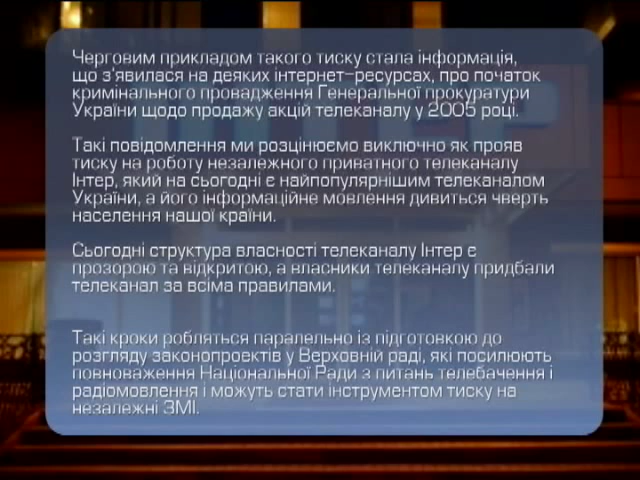 Черговим прикладом такого тиску стала інформація,
що з'явилася на деяких інтернет-ресурсах, про початок
кримінального провадження Генеральної прокуратури
України щодо продажу акцій телеканалу у 2005 році.
Такі повідомлення ми розцінюємо виключно як прояв
тиску на роботу незалежного приватного телеканалу
Інтер, який на сьогодні є найпопулярнішим телеканалом
України, а його інформаційне мовлення дивиться чверть
населення нашої країни.
Сьогодні структура власності телеканалу Інтер є
прозорою та відкритою, а власники телеканалу придбали
телеканал за всіма правилами.
Такі кроки робляться паралельно із підготовкою до
розгляду законопроектів у Верховній раді, які посилюють
повноваження Національної Ради з питань телебачення і
радіомовлення і можуть стати інструментом тиску на
незалежні ЗМІ.